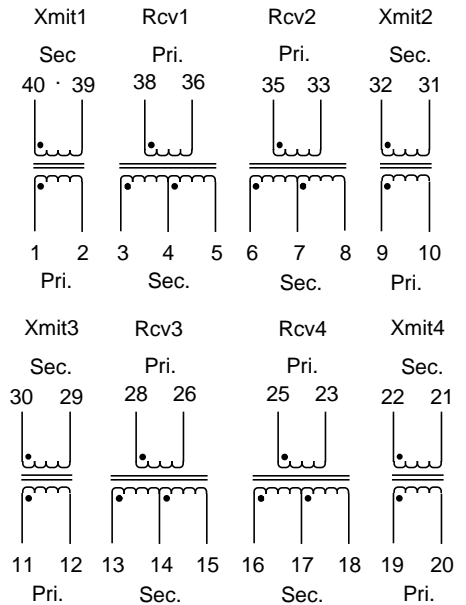 Xmit1 Rcv1 Rcv2 Xmit2
Sec Pri. Pri. Sec.
40 · 39 38 36 35 33 32 31
1 2 3 4 5 6 7 8 9 10
Pri. Sec. Sec. Pri.
Xmit3 Rcv3 Rcv4 Xmit4
Sec. Pri. Pri. Sec.
30 29 28 26 25 23 22 21
11 12 13 14 15 16 17 18 19 20
Pri. Sec. Sec. Pri.